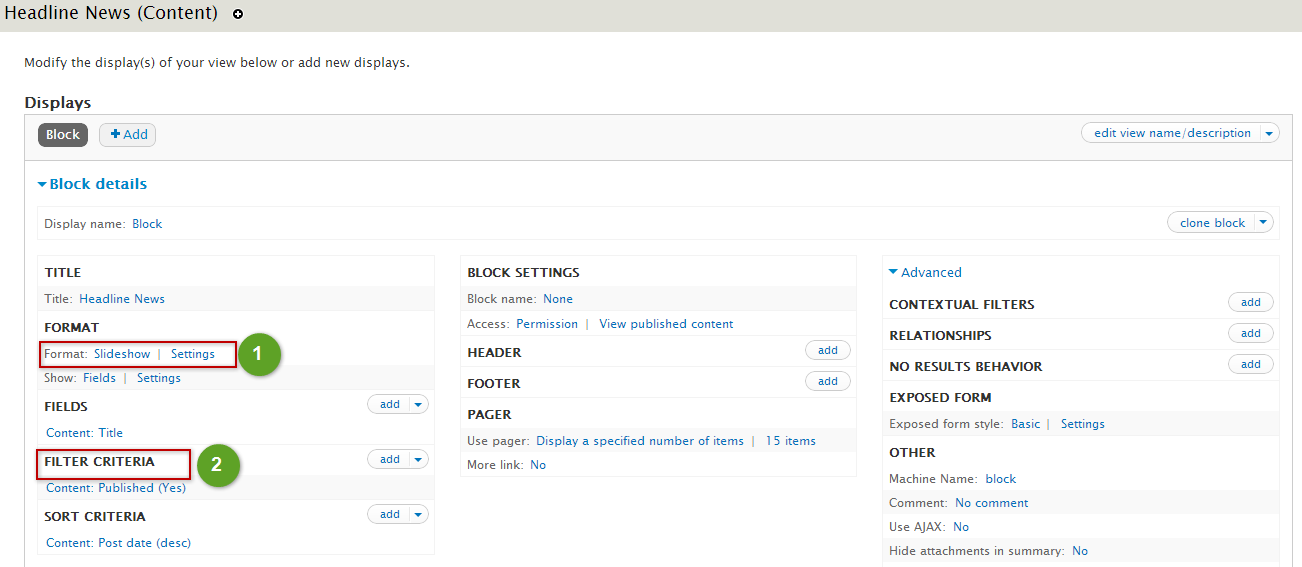 Headline News (Content)
Modify the display(s) of your view below or add new displays.
Displays
Block
Add
edit view name/description
Block details
Display name: Block
clone block
TITLE
Title: Headline News
FORMAT
Format: Slideshow | Settings
1
Show: Fields | Settings
FIELDS
add
Content: Title
FILTER CRITERIA
2
add
Content: Published (Yes)
SORT CRITERIA
add
Content: Post date (desc)
BLOCK SETTINGS
Block name: None
Access: Permission | View published content
HEADER
add
FOOTER
add
PAGER
Use pager: Display a specified number of items | 15 items
More link: No
Advanced
CONTEXTUAL FILTERS
add
RELATIONSHIPS
add
NO RESULTS BEHAVIOR
add
EXPOSED FORM
Exposed form style: Basic | Settings
OTHER
Machine Name: block
Comment: No comment
Use AJAX: No
Hide attachments in summary: No